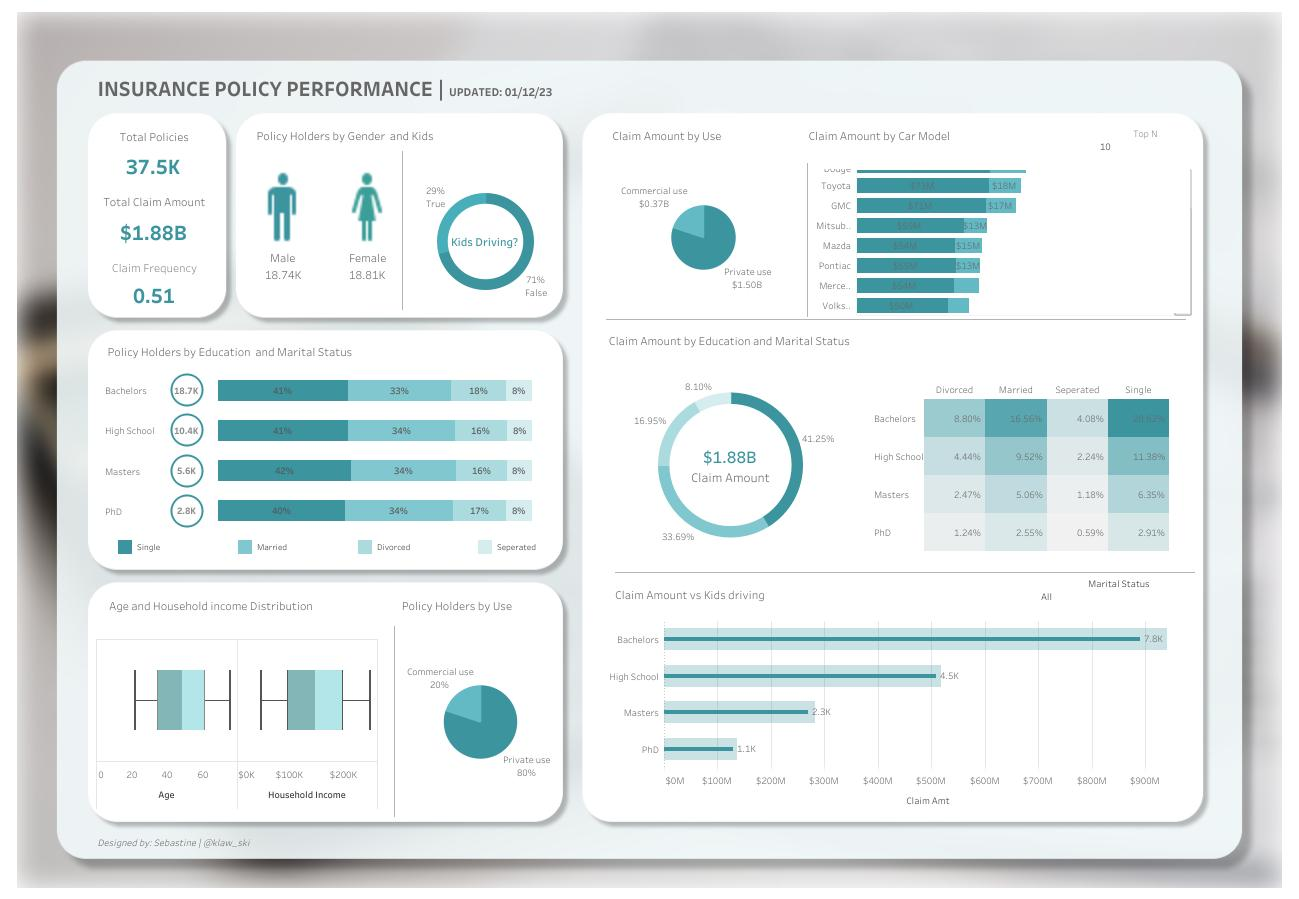 INSURANCE POLICY PERFORMANCE | UPDATED: 01/12/23
Total Policies
37.5K
Total Claim Amount
$1.88B
Claim Frequency
0.51
Policy Holders by Gender and Kids
Male
18.74K
Female
18.81K
29%
True
Kids Driving?
71%
False
Policy Holders by Education and Marital Status
Bachelors 18.7K 41% 33% 18% 8%
High School 10.4K 41% 34% 16% 8%
Masters 5.6K 42% 34% 16% 8%
PhD 2.8K 40% 34% 17% 8%
Single Married Divorced Seperated
Age and Household income Distribution
0 20 40 60 $0K $100K $200K
Age Household Income
Policy Holders by Use
Commercial use
20%
Private use
80%
Claim Amount by Use
Commercial use
$0.37B
Private use
$1.50B
Claim Amount by Car Model
Top N
10
Dodge
Toyota $18M
GMC $71M $17M
Mitsub.. $13M
Mazda $54M $15M
Pontiac $13M
Merce.. $54M
Volks.. $50M
Claim Amount by Education and Marital Status
8.10%
16.95%
41.25%
33.69%
$1.88B
Claim Amount
Divorced Married Seperated Single
Bachelors 8.80% 16.56% 4.08%
High School 4.44% 9.52% 2.24% 11.38%
Masters 2.47% 5.06% 1.18% 6.35%
PhD 1.24% 2.55% 0.59% 2.91%
Marital Status
All
Claim Amount vs Kids driving
Bachelors 7.8K
High School 4.5K
Masters 2.3K
PhD 1.1K
$0M $100M $200M $300M $400M $500M $600M $700M $800M $900M
Claim Amt
Designed by: Sebastine | @klaw_ski